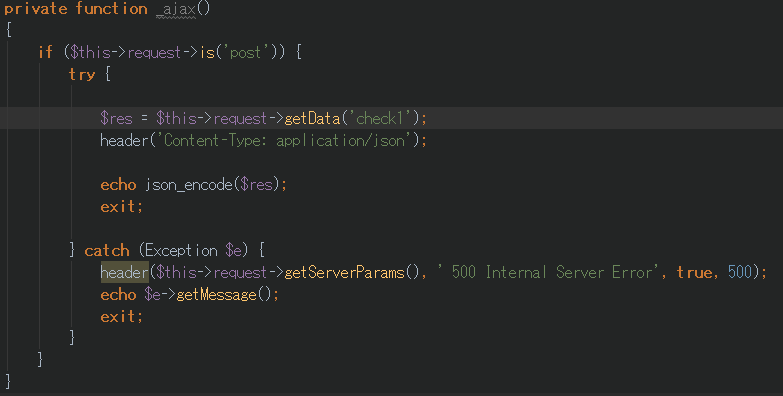 private function _ajax()
{
if ($this->request->is('post')) {
try {
$res = $this->request->getData('check1');
header('Content-Type: application/json');
echo json_encode($res);
exit;
} catch (Exception $e) {
header($this->request->getServerParams(), ' 500 Internal Server Error', true, 500);
echo $e->getMessage();
exit;
}
}
}